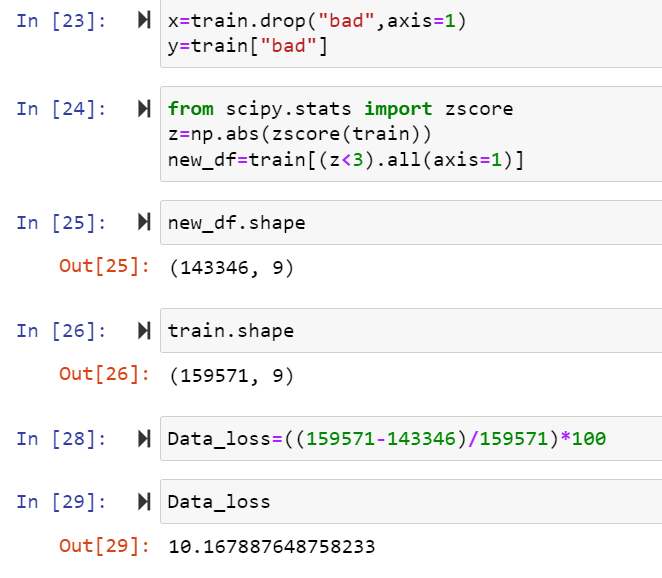 In [23]: x=train.drop("bad",axis=1)
y=train["bad"]
In [24]: from scipy.stats import zscore
z=np.abs(zscore(train))
new_df=train[(z<3).all(axis=1)]
In [25]: new_df.shape
Out[25]: (143346, 9)
In [26]: train.shape
Out[26]: (159571, 9)
In [28]: Data_loss=((159571-143346)/159571)*100
In [29]: Data_loss
Out[29]: 10.167887648758233